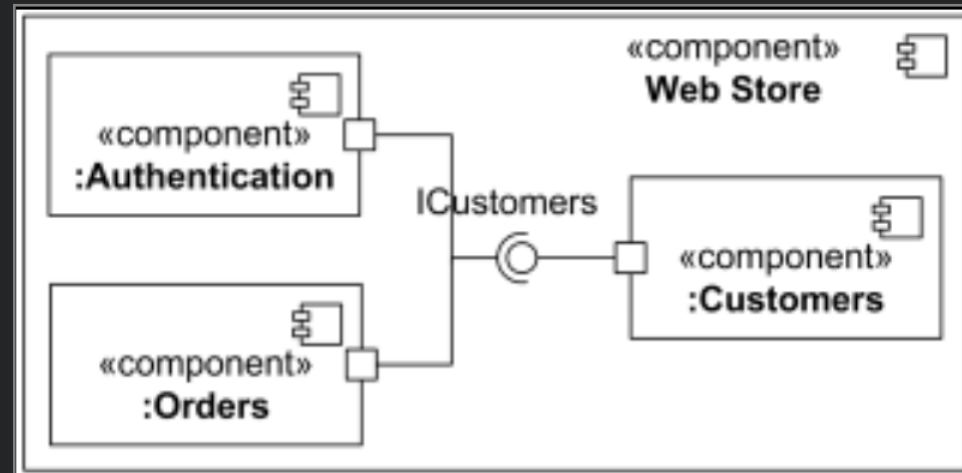 «component»
Web Store
«component»
:Authentication
ICustomers
«component»
:Customers
«component»
:Orders